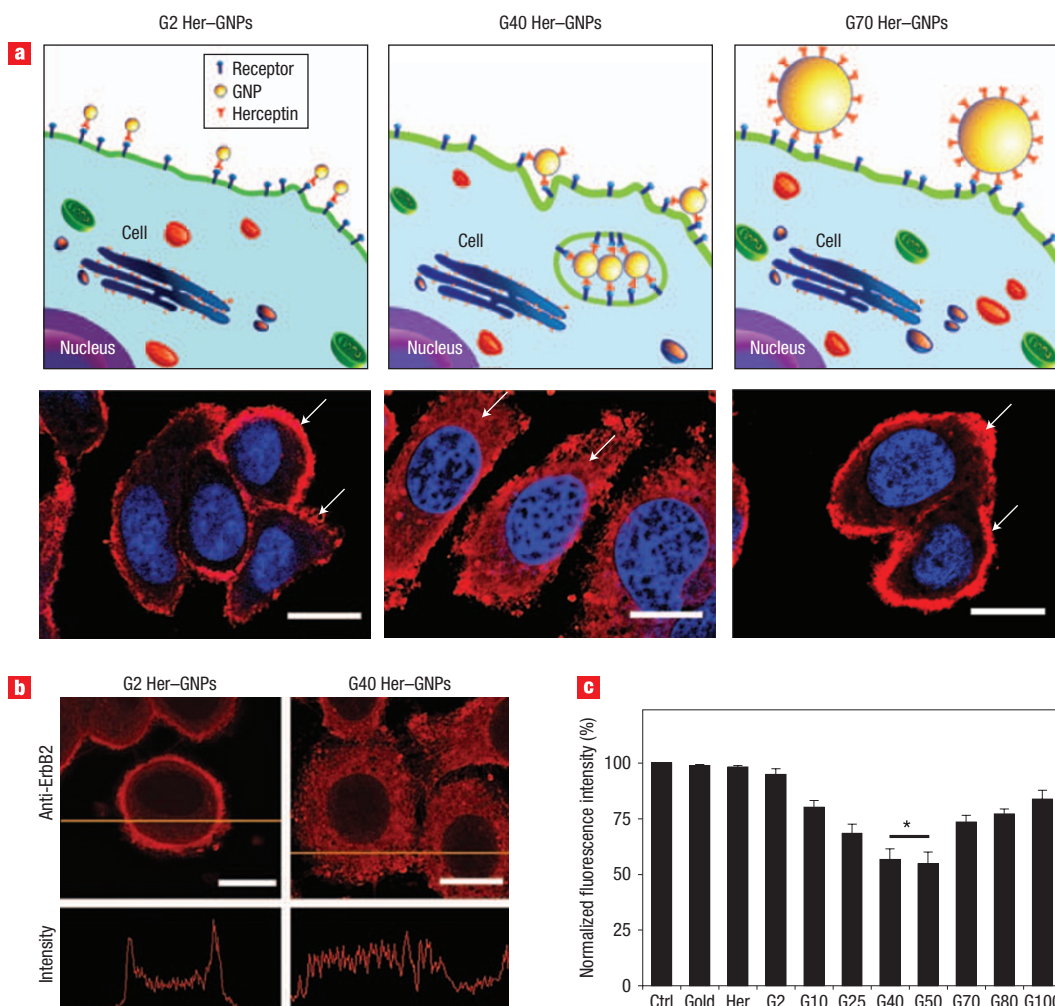 G2 Her–GNPs
G40 Her–GNPs
G70 Her–GNPs
a
Receptor
GNP
Herceptin
Cell
Nucleus
Cell
Nucleus
Cell
Nucleus
b
G2 Her–GNPs
G40 Her–GNPs
Anti-ErbB2
Intensity
c
Normalized fluorescence intensity (%)
100
75
50
25
0
*
Ctrl Gold Her G2 G10 G25 G40 G50 G70 G80 G100